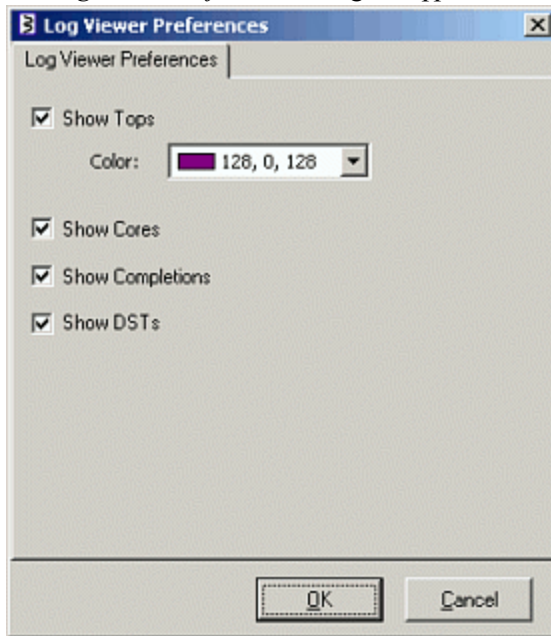 Log Viewer Preferences
Log Viewer Preferences
Show Tops
Color: 128, 0, 128
Show Cores
Show Completions
Show DSTs
OK Cancel